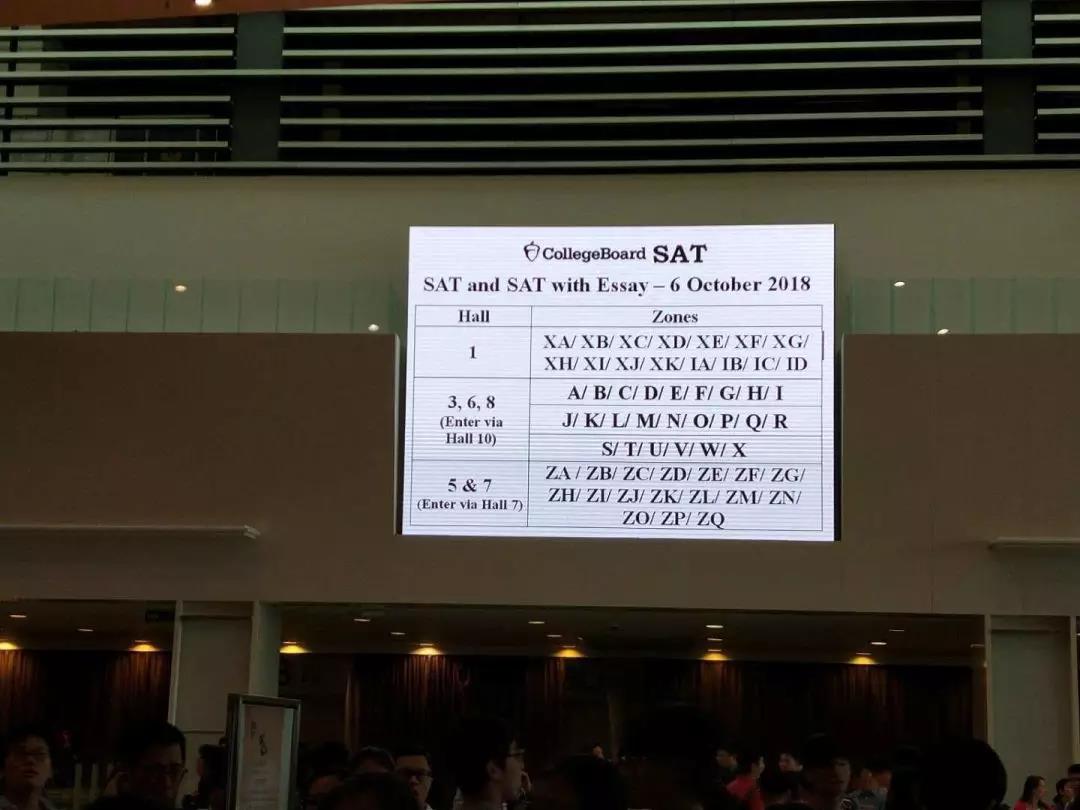 CollegeBoard SAT
SAT and SAT with Essay – 6 October 2018
Hall Zones
1
XA/ XB/ XC/ XD/ XE/ XF/ XG/
XH/ XI/ XJ/ XK/ IA/ IB/ IC/ ID
3, 6, 8
(Enter via
Hall 10)
A/ B/ C/ D/ E/ F/ G/ H/ I
J/ K/ L/ M/ N/ O/ P/ Q/ R
S/ T/ U/ V/ W/ X
5 & 7
(Enter via Hall 7)
ZA / ZB/ ZC/ ZD/ ZE/ ZF/ ZG/
ZH/ ZI/ ZJ/ ZK/ ZL/ ZM/ ZN/
ZO/ ZP/ ZQ